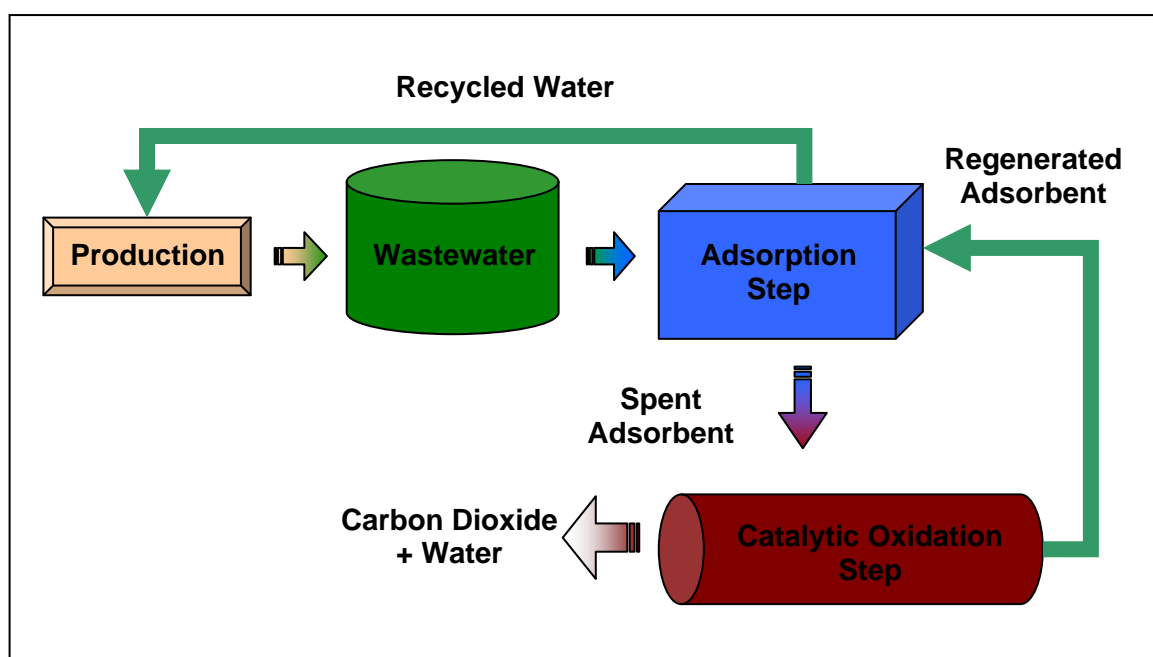 Recycled Water
Regenerated
Adsorbent
Production
Wastewater
Adsorption
Step
Spent
Adsorbent
Carbon Dioxide
+ Water
Catalytic Oxidation
Step